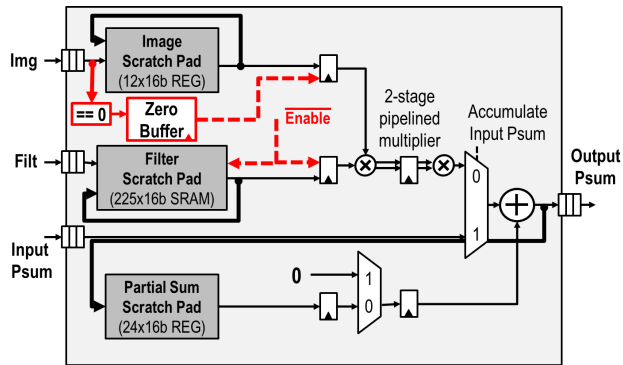 Img
Image
Scratch Pad
(12x16b REG)
== 0
Zero
Buffer
Enable
2-stage
pipelined
multiplier
Accumulate
Input Psum
Filt
Filter
Scratch Pad
(225x16b SRAM)
0
1
Output
Psum
Input
Psum
Partial Sum
Scratch Pad
(24x16b REG)
0
1
0